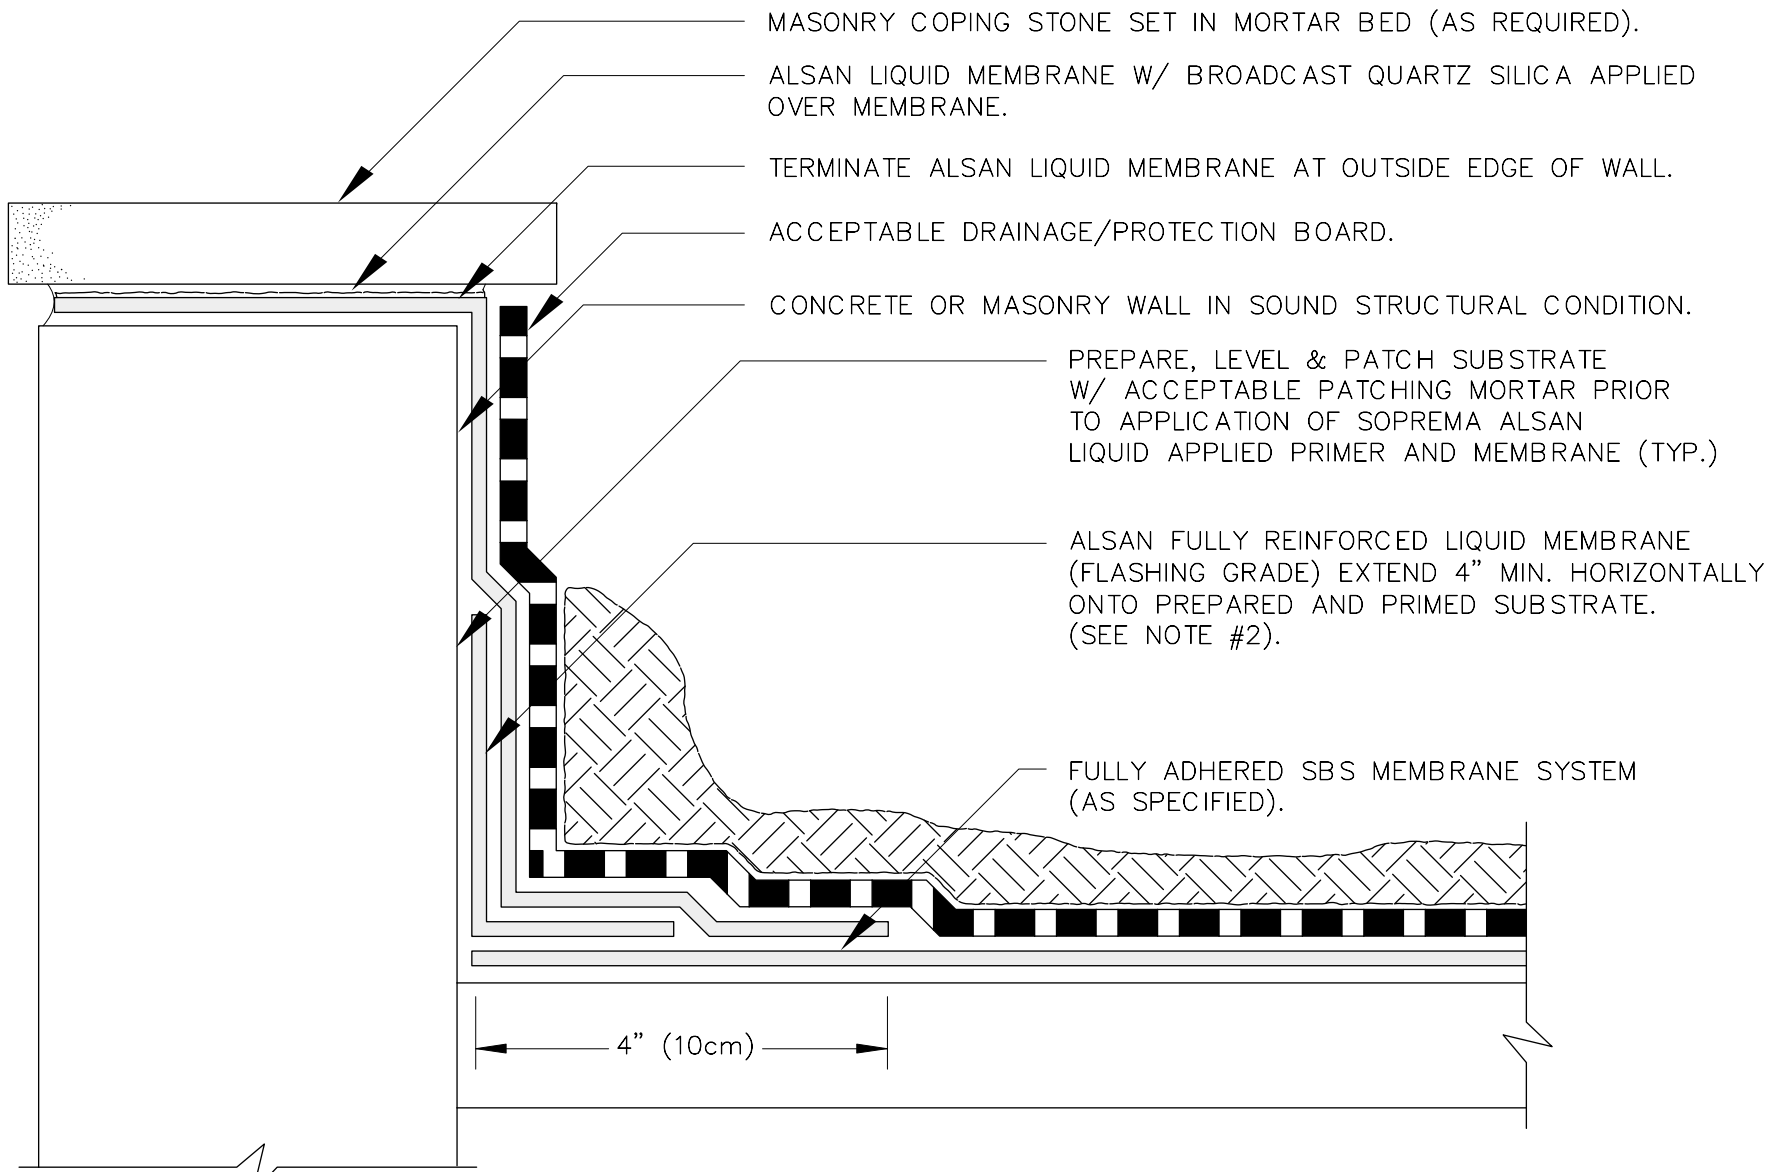 MASONRY COPING STONE SET IN MORTAR BED (AS REQUIRED).
ALSAN LIQUID MEMBRANE W/ BROADCAST QUARTZ SILICA APPLIED
OVER MEMBRANE.
TERMINATE ALSAN LIQUID MEMBRANE AT OUTSIDE EDGE OF WALL.
ACCEPTABLE DRAINAGE/PROTECTION BOARD.
CONCRETE OR MASONRY WALL IN SOUND STRUCTURAL CONDITION.
PREPARE, LEVEL & PATCH SUBSTRATE
W/ ACCEPTABLE PATCHING MORTAR PRIOR
TO APPLICATION OF SOPREMA ALSAN
LIQUID APPLIED PRIMER AND MEMBRANE (TYP.)
ALSAN FULLY REINFORCED LIQUID MEMBRANE
(FLASHING GRADE) EXTEND 4” MIN. HORIZONTALLY
ONTO PREPARED AND PRIMED SUBSTRATE.
(SEE NOTE #2).
FULLY ADHERED SBS MEMBRANE SYSTEM
(AS SPECIFIED).
4” (10cm)